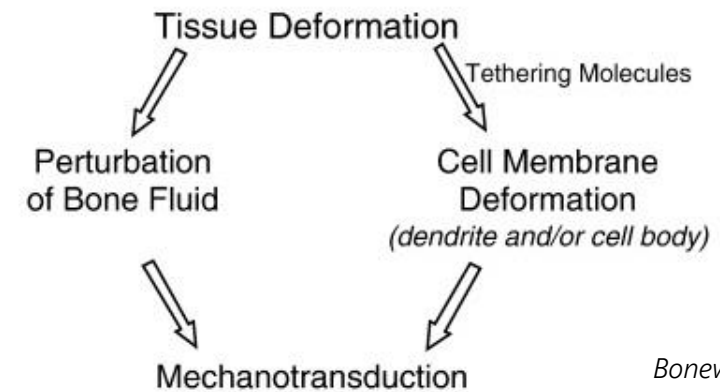 Tissue Deformation
Tethering Molecules
Perturbation
of Bone Fluid
Cell Membrane
Deformation
(dendrite and/or cell body)
Mechanotransduction